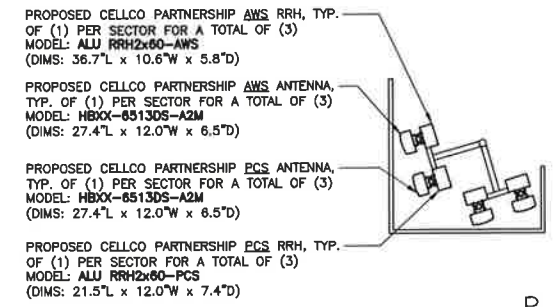 PROPOSED CELLCO PARTNERSHIP AWS RRH, TYP.
OF (1) PER SECTOR FOR A TOTAL OF (3)
MODEL: ALU RRH2x60-AWS
(DIMS: 36.7"L x 10.6"W x 5.8"D)
PROPOSED CELLCO PARTNERSHIP AWS ANTENNA,
TYP. OF (1) PER SECTOR FOR A TOTAL OF (3)
MODEL: HBXX-6513DS-A2M
(DIMS: 27.4"L x 12.0"W x 6.5"D)
PROPOSED CELLCO PARTNERSHIP PCS ANTENNA,
TYP. OF (1) PER SECTOR FOR A TOTAL OF (3)
MODEL: HBXX-6513DS-A2M
(DIMS: 27.4"L x 12.0"W x 6.5"D)
PROPOSED CELLCO PARTNERSHIP PCS RRH, TYP.
OF (1) PER SECTOR FOR A TOTAL OF (3)
MODEL: ALU RRH2x60-PCS
(DIMS: 21.5"L x 12.0"W x 7.4"D)